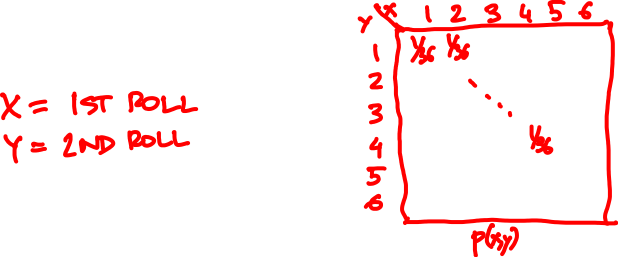 X = 1ST ROLL
Y = 2ND ROLL
Y X 1 2 3 4 5 6
1 1/36 1/36
2
3
4 1/36
5
6
p(x,y)